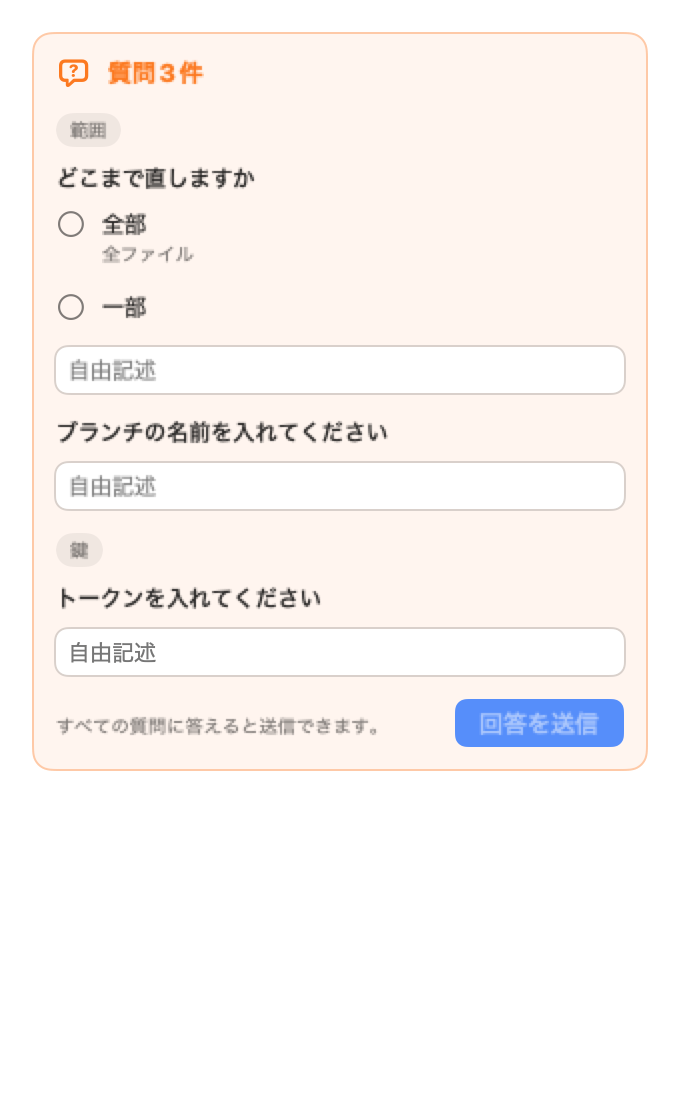 質問3件
範囲
どこまで直しますか
全部
全ファイル
一部
自由記述
ブランチの名前を入れてください
自由記述
鍵
トークンを入れてください
自由記述
すべての質問に答えると送信できます。
回答を送信